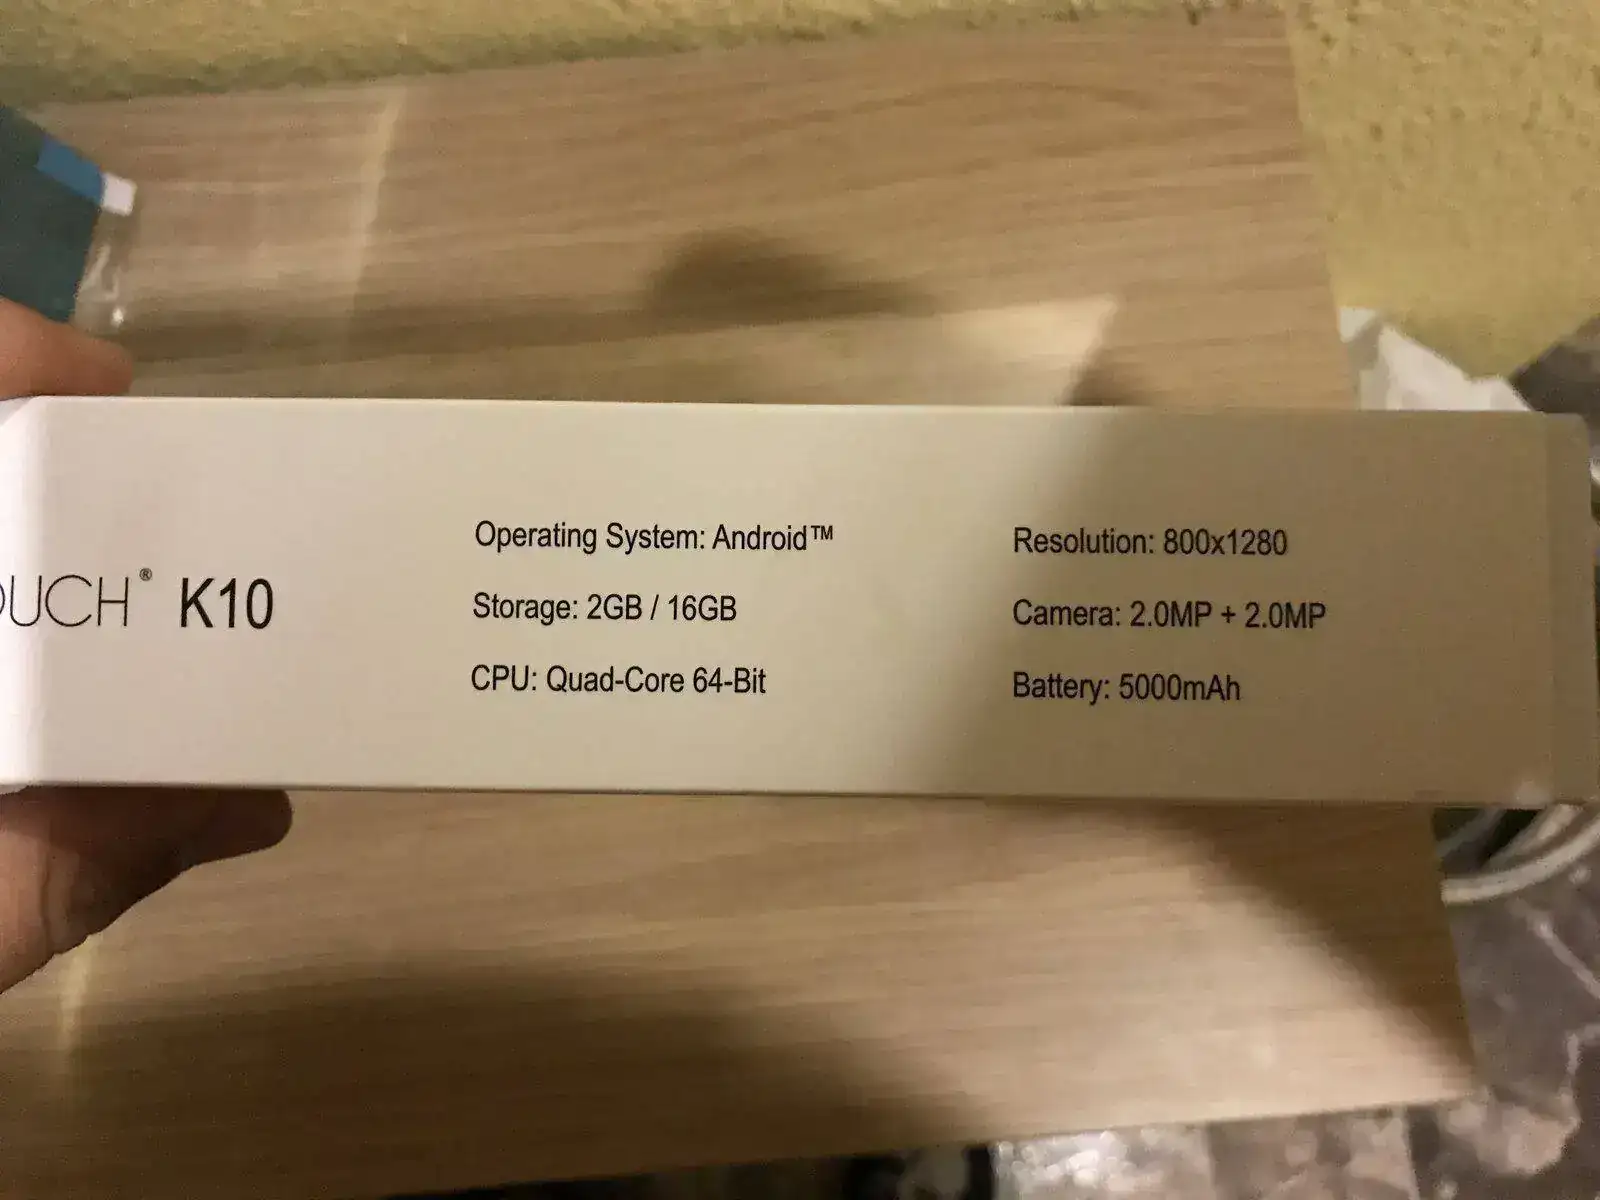 OUCH® K10
Operating System: Android™
Storage: 2GB / 16GB
CPU: Quad-Core 64-Bit
Resolution: 800x1280
Camera: 2.0MP + 2.0MP
Battery: 5000mAh